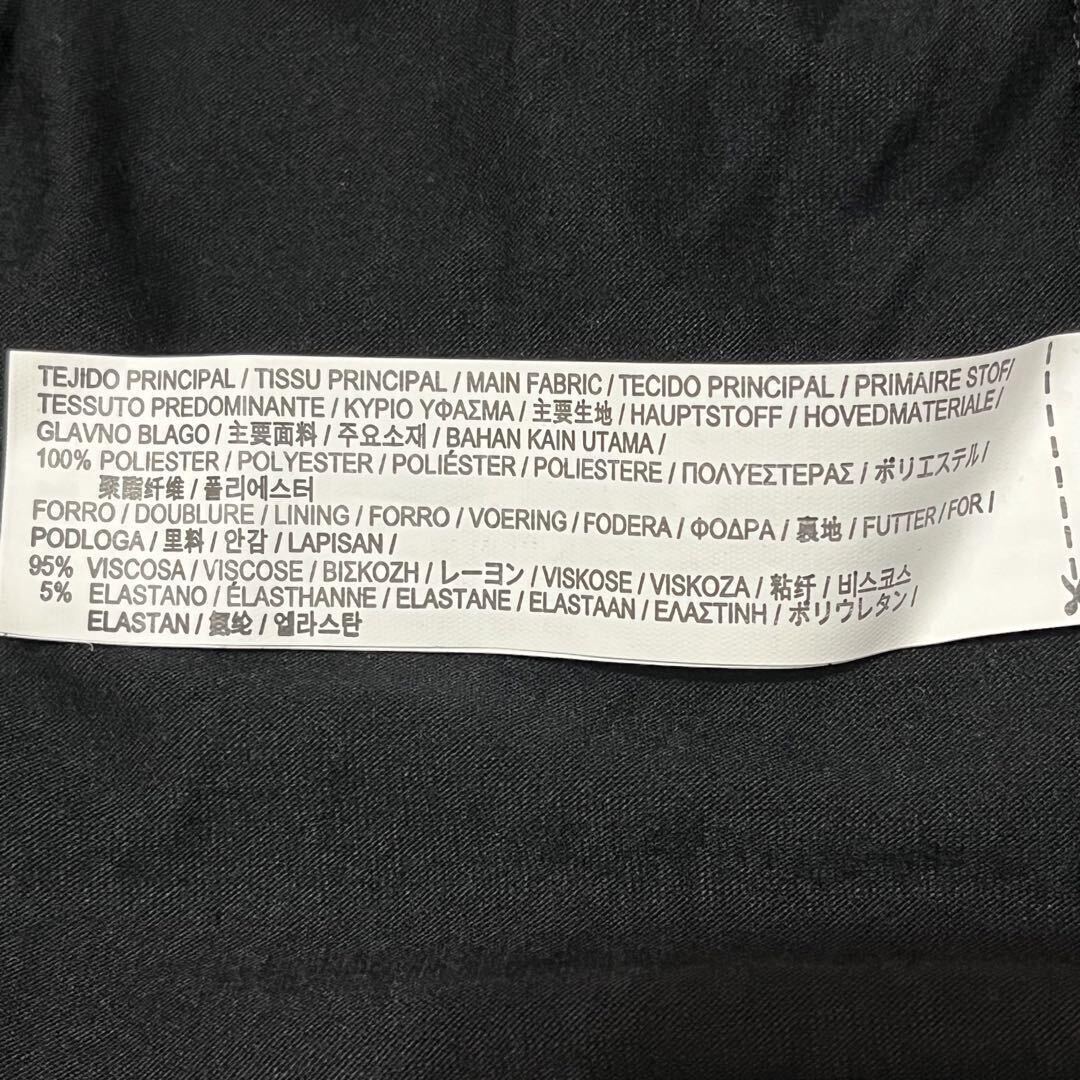 TEJIDO PRINCIPAL / TISSU PRINCIPAL / MAIN FABRIC / TECIDO PRINCIPAL / PRIMAIRE STOF/
TESSUTO PREDOMINANTE / ΚΥΡΙΟ ΥΦΑΣΜΑ / 主要生地 / HAUPTSTOFF / HOVEDMATERIALE/
GLAVNO BLAGO / 主要面料 / 주요소재 / BAHAN KAIN UTAMA /
100% POLIESTER / POLYESTER / POLIÉSTER / POLIESTERE / ΠΟΛΥΕΣΤΕΡΑΣ / ポリエステル/
聚酯纤维 / 폴리에스터
FORRO / DOUBLURE / LINING / FORRO / VOERING / FODERA / ΦΟΔΡΑ / 裏地 / FUTTER / FOR /
PODLOGA / 里料 / 안감 / LAPISAN /
95% VISCOSA / VISCOSE / ΒΙΣΚΟΖΗ / レーヨン / VISKOSE / VISKOZA / 粘纤 / 비스코스
5% ELASTANO / ÉLASTHANNE / ELASTANE / ELASTAAN / ΕΛΑΣΤΙΝΗ / ポリウレタン/
ELASTAN / 氨纶 / 엘라스탄